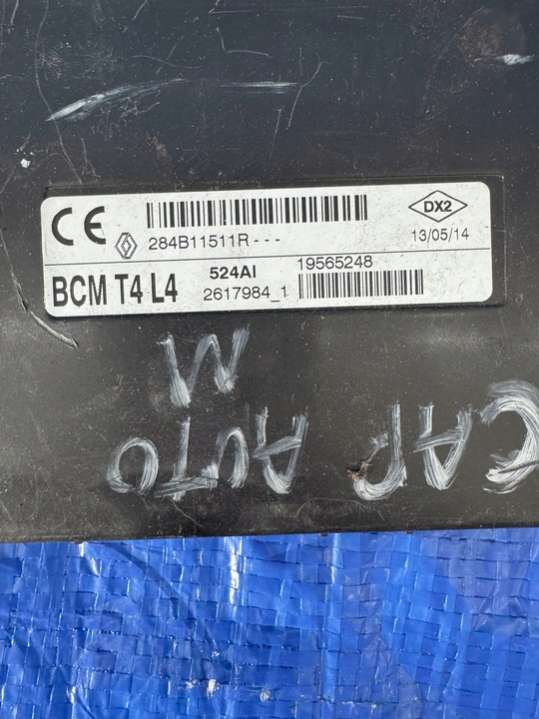 CE
284B11511R---
DX2
13/05/14
BCM T4 L4
524AI
2617984_1
19565248
CAP AUTO
M